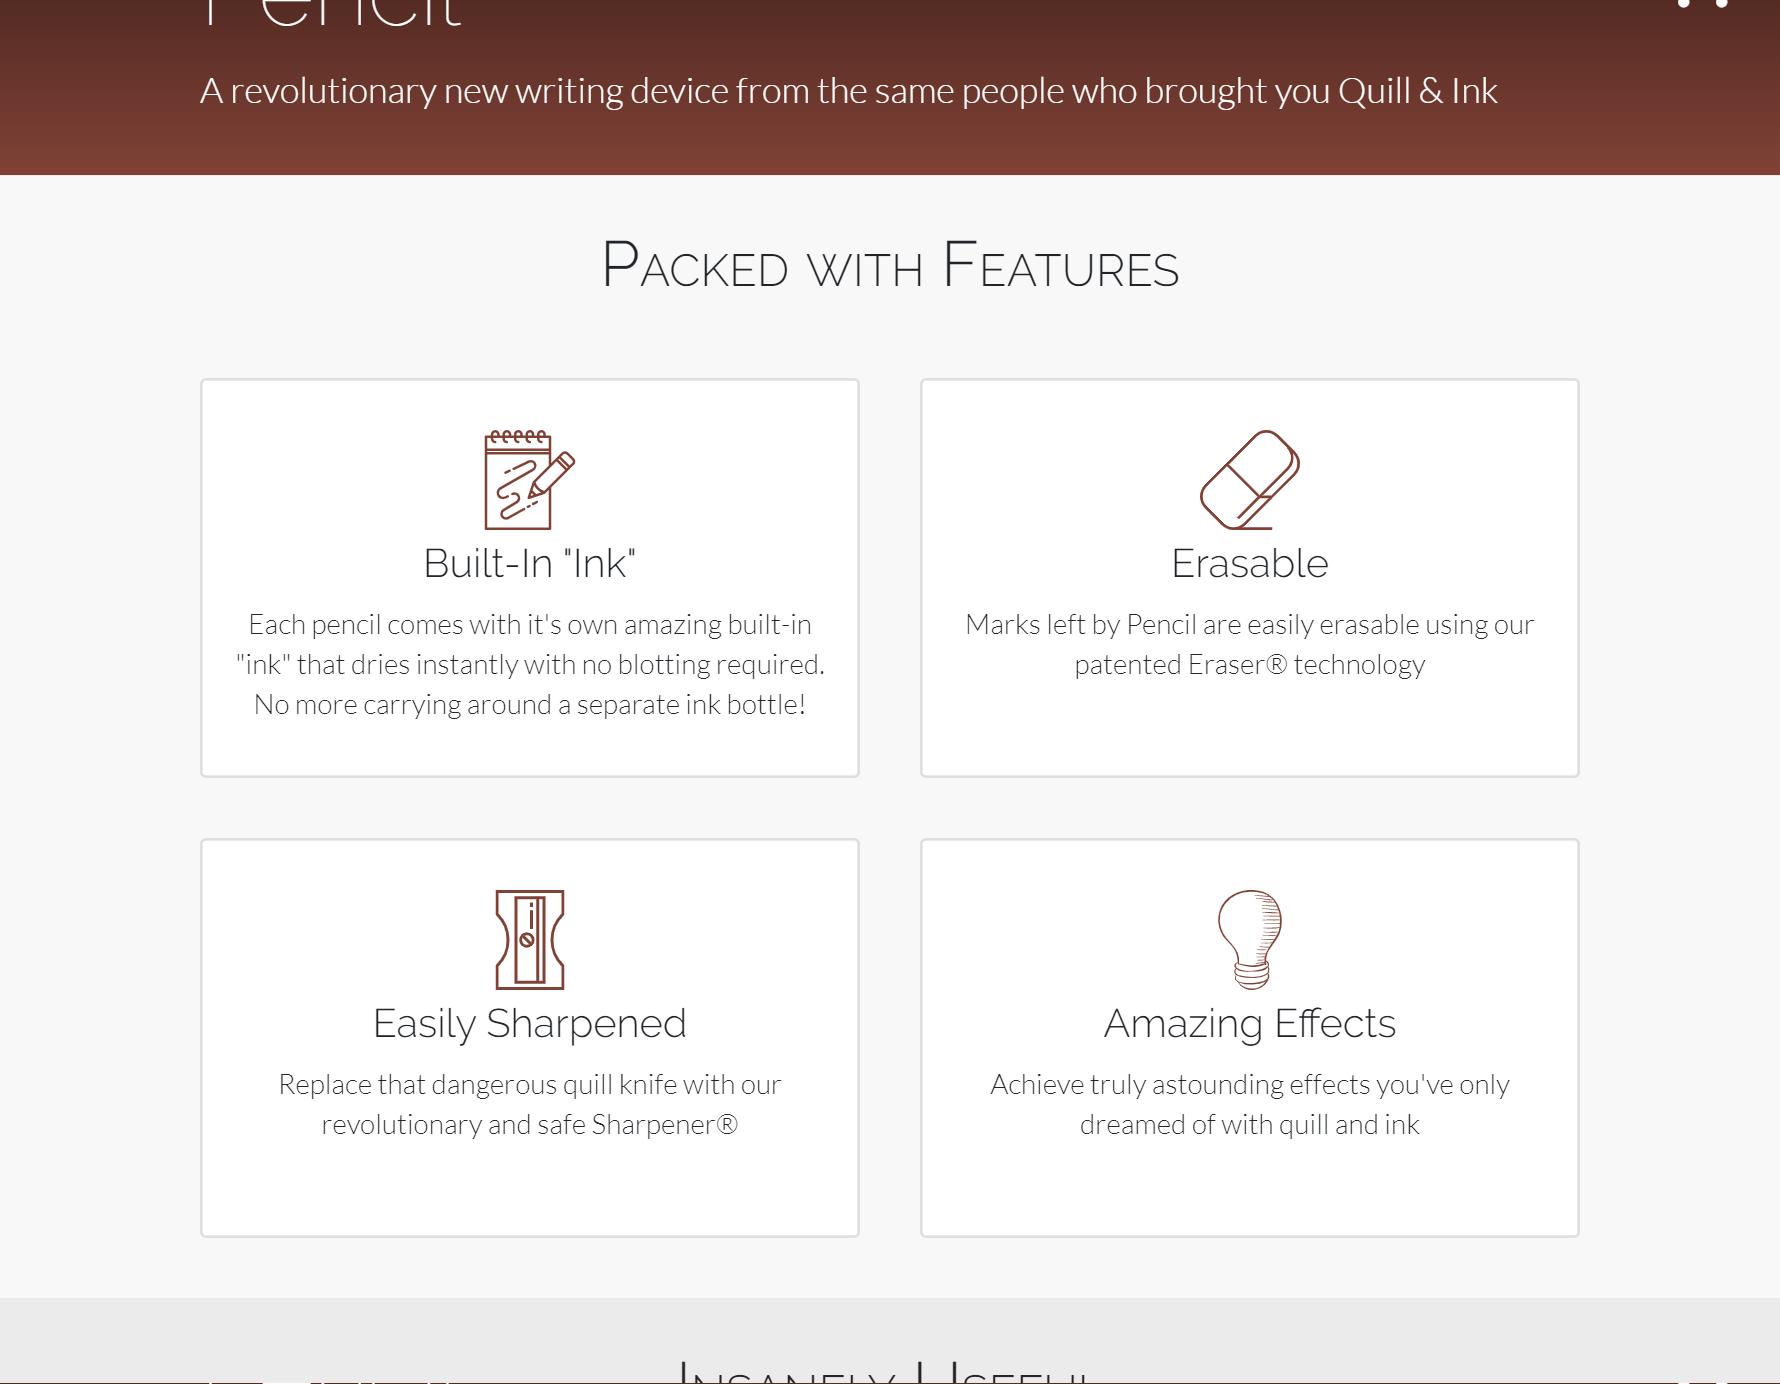 Pencil
A revolutionary new writing device from the same people who brought you Quill & Ink
Packed with Features
Built-In "Ink"
Each pencil comes with it's own amazing built-in
"ink" that dries instantly with no blotting required.
No more carrying around a separate ink bottle!
Erasable
Marks left by Pencil are easily erasable using our
patented Eraser® technology
Easily Sharpened
Replace that dangerous quill knife with our
revolutionary and safe Sharpener®
Amazing Effects
Achieve truly astounding effects you've only
dreamed of with quill and ink
Insanely Useful